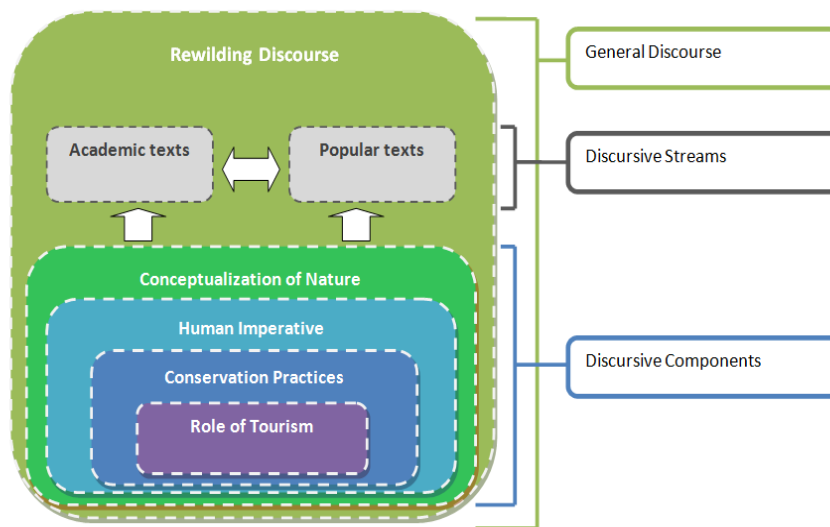 Rewilding Discourse
General Discourse
Academic texts
Popular texts
Discursive Streams
Conceptualization of Nature
Human Imperative
Conservation Practices
Discursive Components
Role of Tourism